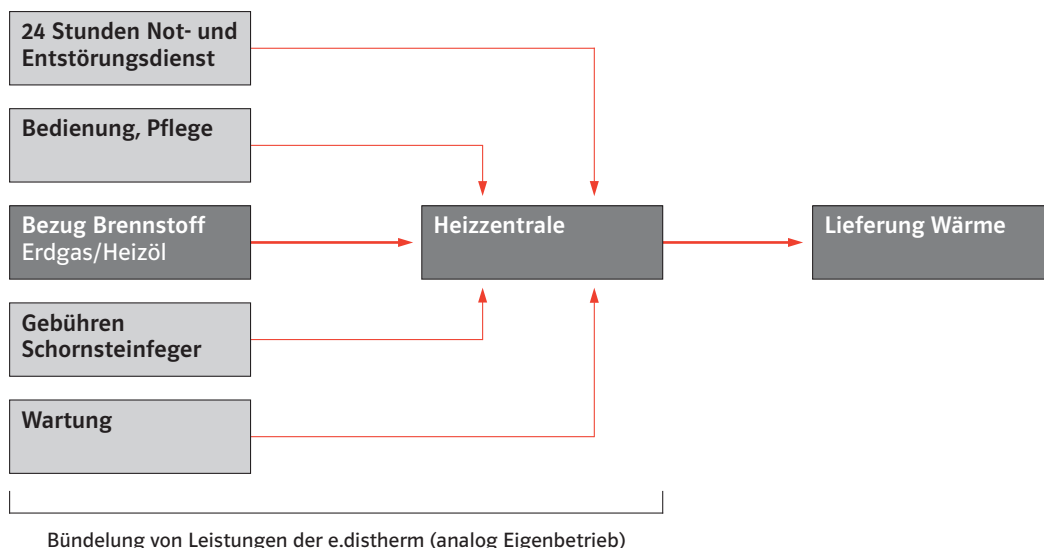 24 Stunden Not- und
Entstörungsdienst
Bedienung, Pflege
Bezug Brennstoff
Erdgas/Heizöl
Heizzentrale
Lieferung Wärme
Gebühren
Schornsteinfeger
Wartung
Bündelung von Leistungen der e.distherm (analog Eigenbetrieb)